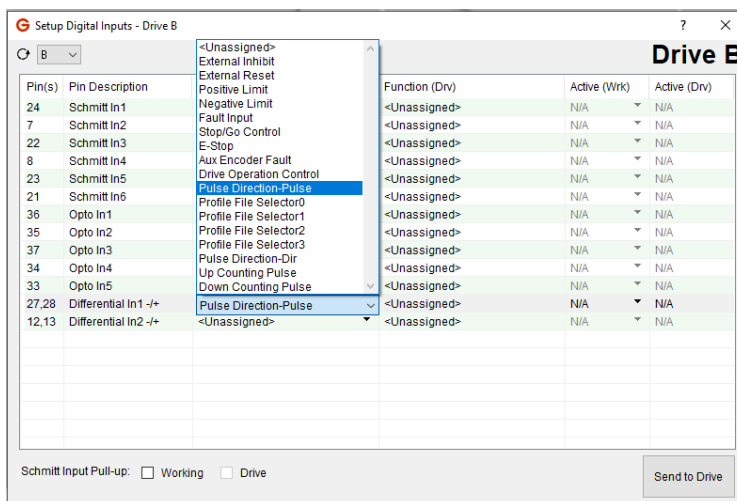 G Setup Digital Inputs - Drive B ? X
B Drive B
Pin(s) Pin Description Function (Drv) Active (Wrk) Active (Drv)
<Unassigned>
External Inhibit
External Reset
Positive Limit
Negative Limit
Fault Input
Stop/Go Control
E-Stop
Aux Encoder Fault
Drive Operation Control
Pulse Direction-Pulse
Profile File Selector0
Profile File Selector1
Profile File Selector2
Profile File Selector3
Pulse Direction-Dir
Up Counting Pulse
Down Counting Pulse
24 Schmitt In1 <Unassigned> N/A N/A
7 Schmitt In2 <Unassigned> N/A N/A
22 Schmitt In3 <Unassigned> N/A N/A
8 Schmitt In4 <Unassigned> N/A N/A
23 Schmitt In5 <Unassigned> N/A N/A
21 Schmitt In6 <Unassigned> N/A N/A
36 Opto In1 <Unassigned> N/A N/A
35 Opto In2 <Unassigned> N/A N/A
37 Opto In3 <Unassigned> N/A N/A
34 Opto In4 <Unassigned> N/A N/A
33 Opto In5 <Unassigned> N/A N/A
27,28 Differential In1 -/+ Pulse Direction-Pulse <Unassigned> N/A N/A
12,13 Differential In2 -/+ <Unassigned> <Unassigned> N/A N/A
Schmitt Input Pull-up: Working Drive Send to Drive